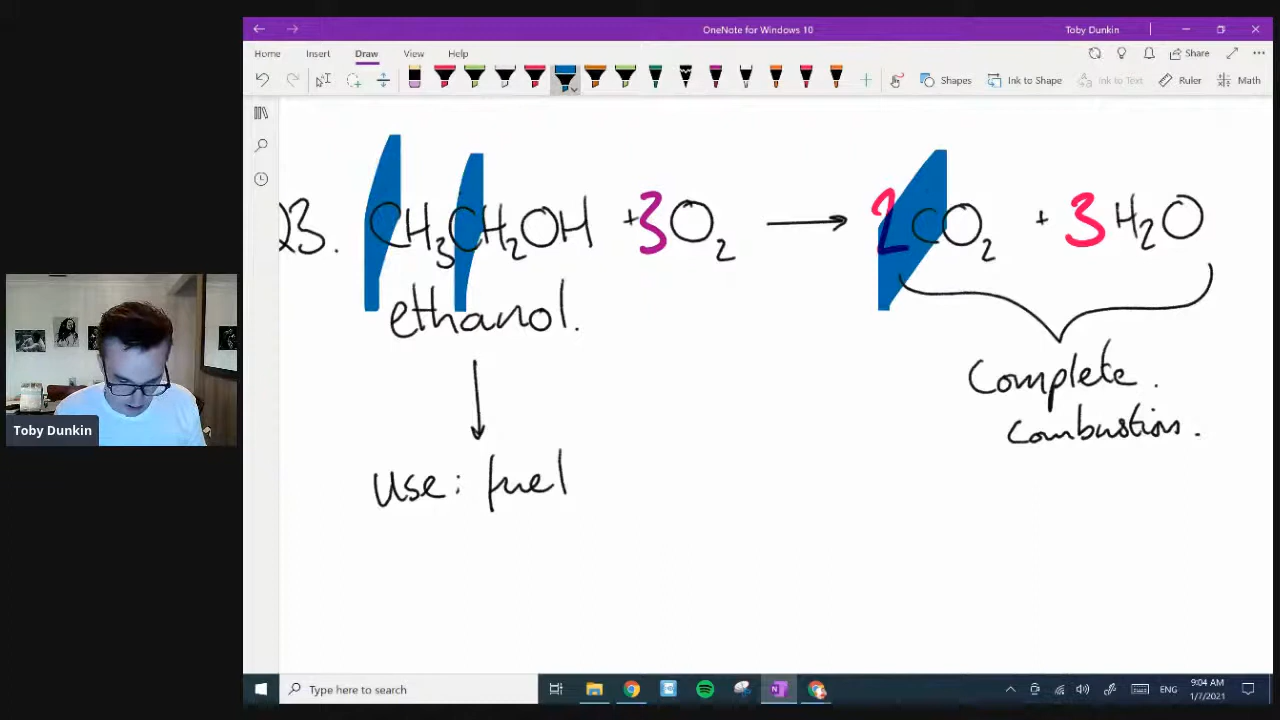 OneNote for Windows 10
Toby Dunkin
Home Insert Draw View Help
Share
Shapes Ink to Shape Ink to Text Ruler Math
Q3. CH3CH2OH + 3O2 → 2CO2 + 3H2O
ethanol.
Complete.
combustion.
Use: fuel
Toby Dunkin
Type here to search
ENG
9:04 AM
1/7/2021